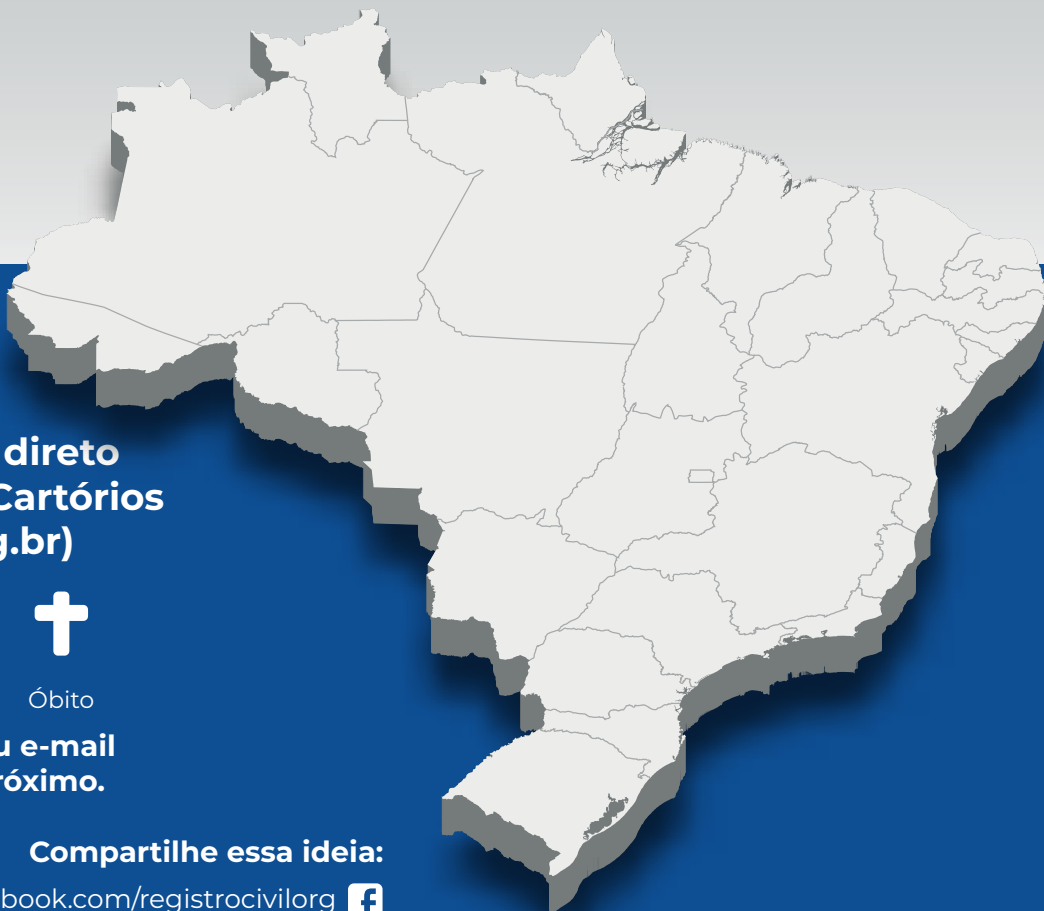 direto
Cartórios
g.br)
Óbito
u e-mail
róximo.
Compartilhe essa ideia:
book.com/registrocivilorg